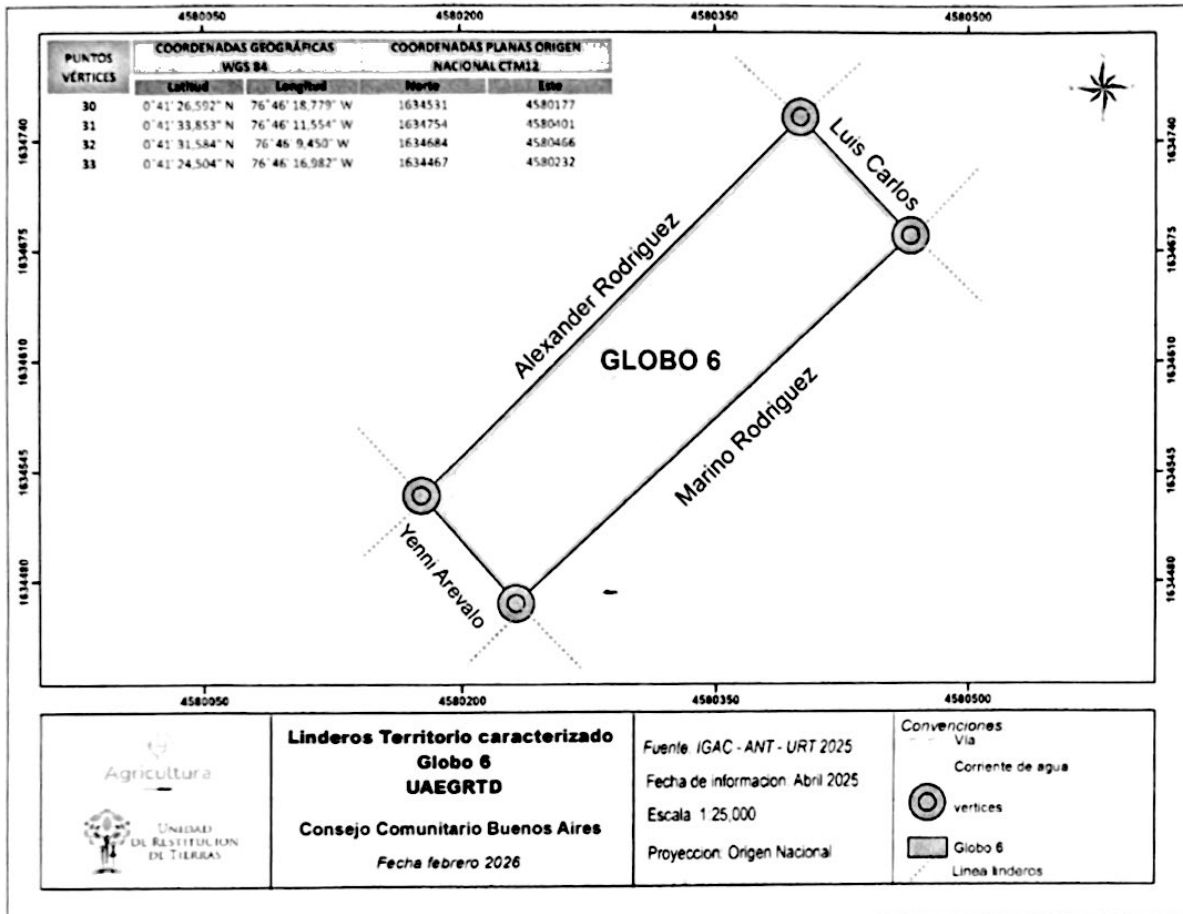 4580050 4580200 4580350 4580500
PUNTOS VÉRTICES COORDENADAS GEOGRÁFICAS WGS 84 COORDENADAS PLANAS ORIGEN NACIONAL CTM12
Latitud Longitud Norte Este
30 0°41' 26,592" N 76°46' 18,779" W 1634531 4580177
31 0°41' 33,853" N 76°46' 11,554" W 1634754 4580401
32 0°41' 31,584" N 76°46' 9,450" W 1634684 4580466
33 0°41' 24,504" N 76°46' 16,982" W 1634467 4580232
1634740 1634740
1634675 1634675
1634610 1634610
1634545 1634545
1634480 1634480
Luis Carlos
Alexander Rodriguez
GLOBO 6
Marino Rodriguez
Yenni Arevalo
4580050 4580200 4580350 4580500
Agricultura
UNIDAD
DE RESTITUCION
DE TIERRAS
Linderos Territorio caracterizado
Globo 6
UAEGRTD
Consejo Comunitario Buenos Aires
Fecha febrero 2026
Fuente: IGAC - ANT - URT 2025
Fecha de informacion: Abril 2025
Escala 1:25,000
Proyeccion: Origen Nacional
Convenciones
Via
Corriente de agua
vertices
Globo 6
Linea linderos